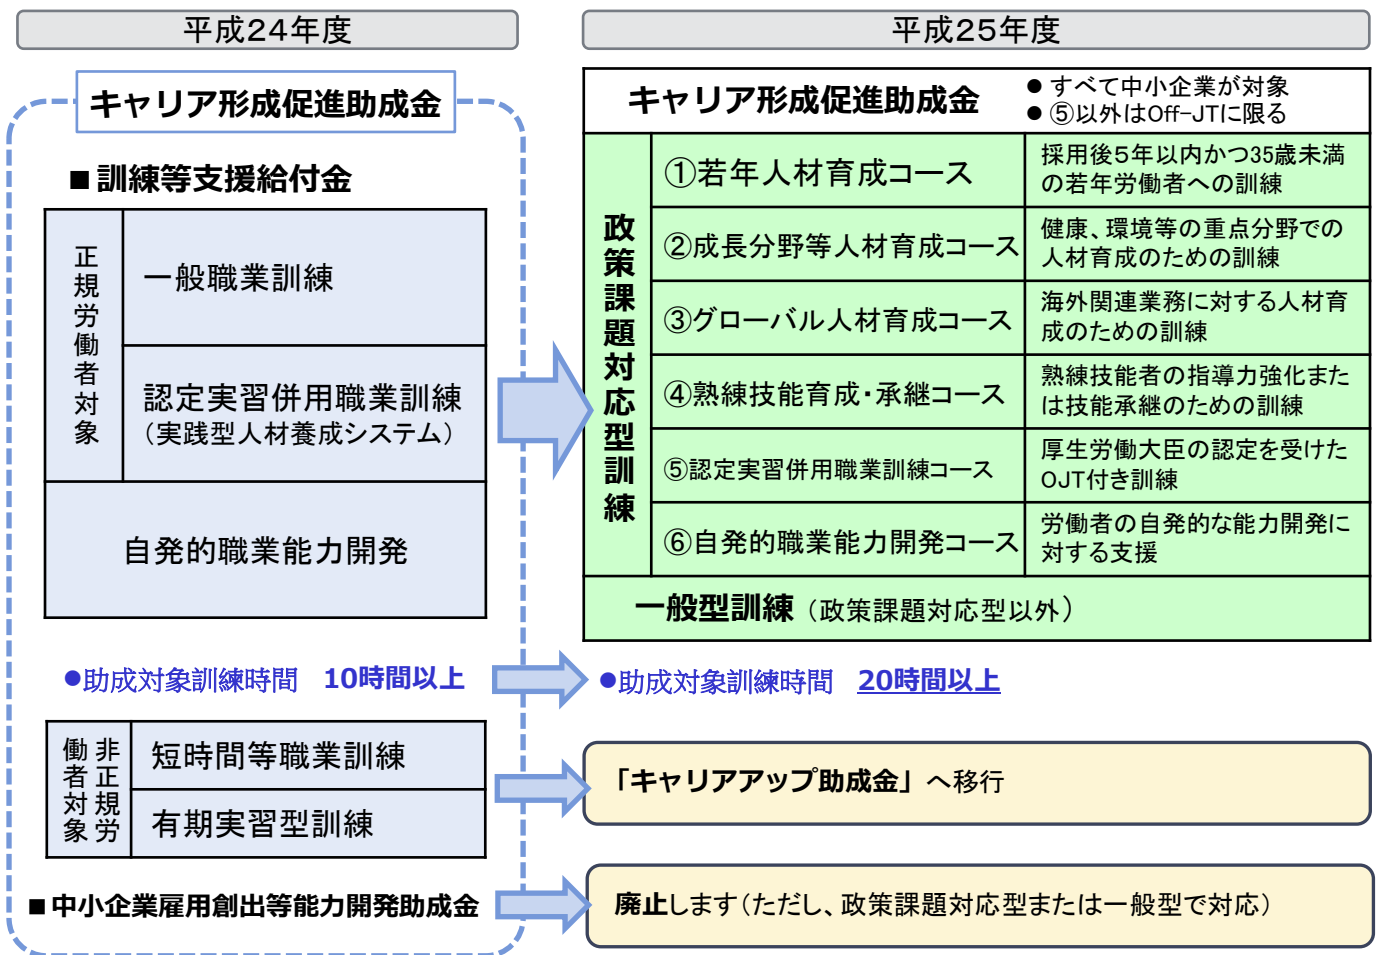 平成24年度
キャリア形成促進助成金
■訓練等支援給付金
正規労働者対象
一般職業訓練
認定実習併用職業訓練
（実践型人材養成システム）
自発的職業能力開発
●助成対象訓練時間　10時間以上
非正規労
働者対象
短時間等職業訓練
有期実習型訓練
■中小企業雇用創出等能力開発助成金
平成25年度
キャリア形成促進助成金
● すべて中小企業が対象
● ⑤以外はOff-JTに限る
政策課題対応型訓練
①若年人材育成コース
採用後５年以内かつ35歳未満
の若年労働者への訓練
②成長分野等人材育成コース
健康、環境等の重点分野での
人材育成のための訓練
③グローバル人材育成コース
海外関連業務に対する人材育
成のための訓練
④熟練技能育成・承継コース
熟練技能者の指導力強化また
は技能承継のための訓練
⑤認定実習併用職業訓練コース
厚生労働大臣の認定を受けた
OJT付き訓練
⑥自発的職業能力開発コース
労働者の自発的な能力開発に
対する支援
一般型訓練（政策課題対応型以外）
●助成対象訓練時間　20時間以上
「キャリアアップ助成金」へ移行
廃止します（ただし、政策課題対応型または一般型で対応）